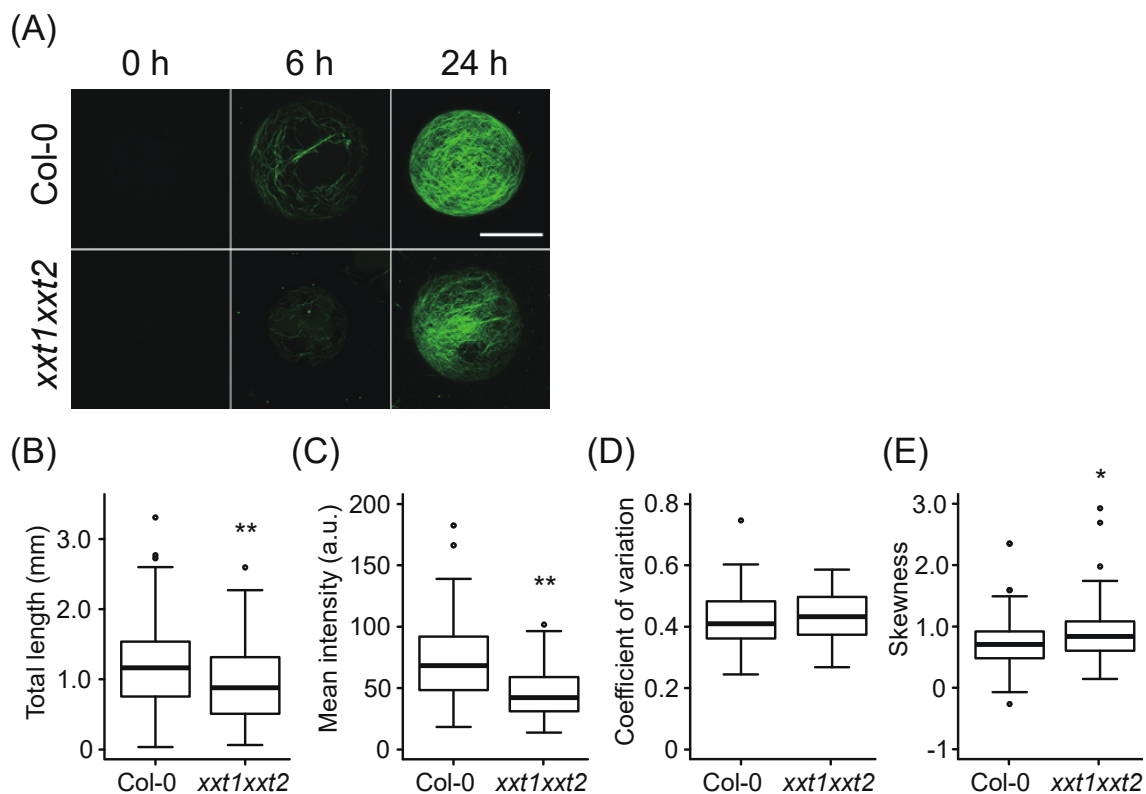 (A)
0 h 6 h 24 h
Col-0
xxt1xxt2
(B) (C) (D) (E)
Total length (mm)
3.0
2.0
1.0
0
**
Col-0 xxt1xxt2
Mean intensity (a.u.)
200
150
100
50
0
**
Col-0 xxt1xxt2
Coefficient of variation
0.8
0.6
0.4
0.2
0
Col-0 xxt1xxt2
Skewness
3.0
2.0
1.0
0
-1
*
Col-0 xxt1xxt2